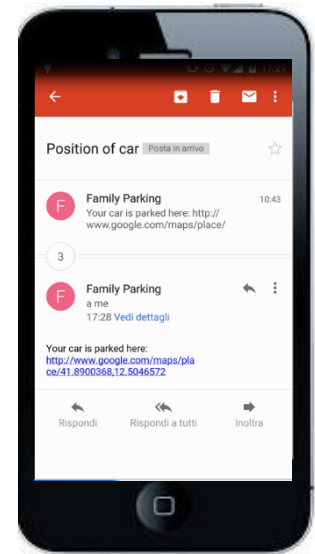 17:29
Position of car Posta in arrivo
F
Family Parking 10:43
Your car is parked here: http://
www.google.com/maps/place/
3
F
Family Parking
a me
17:28 Vedi dettagli
Your car is parked here:
http://www.google.com/maps/pla
ce/41.8900368,12.5046572
Rispondi Rispondi a tutti Inoltra